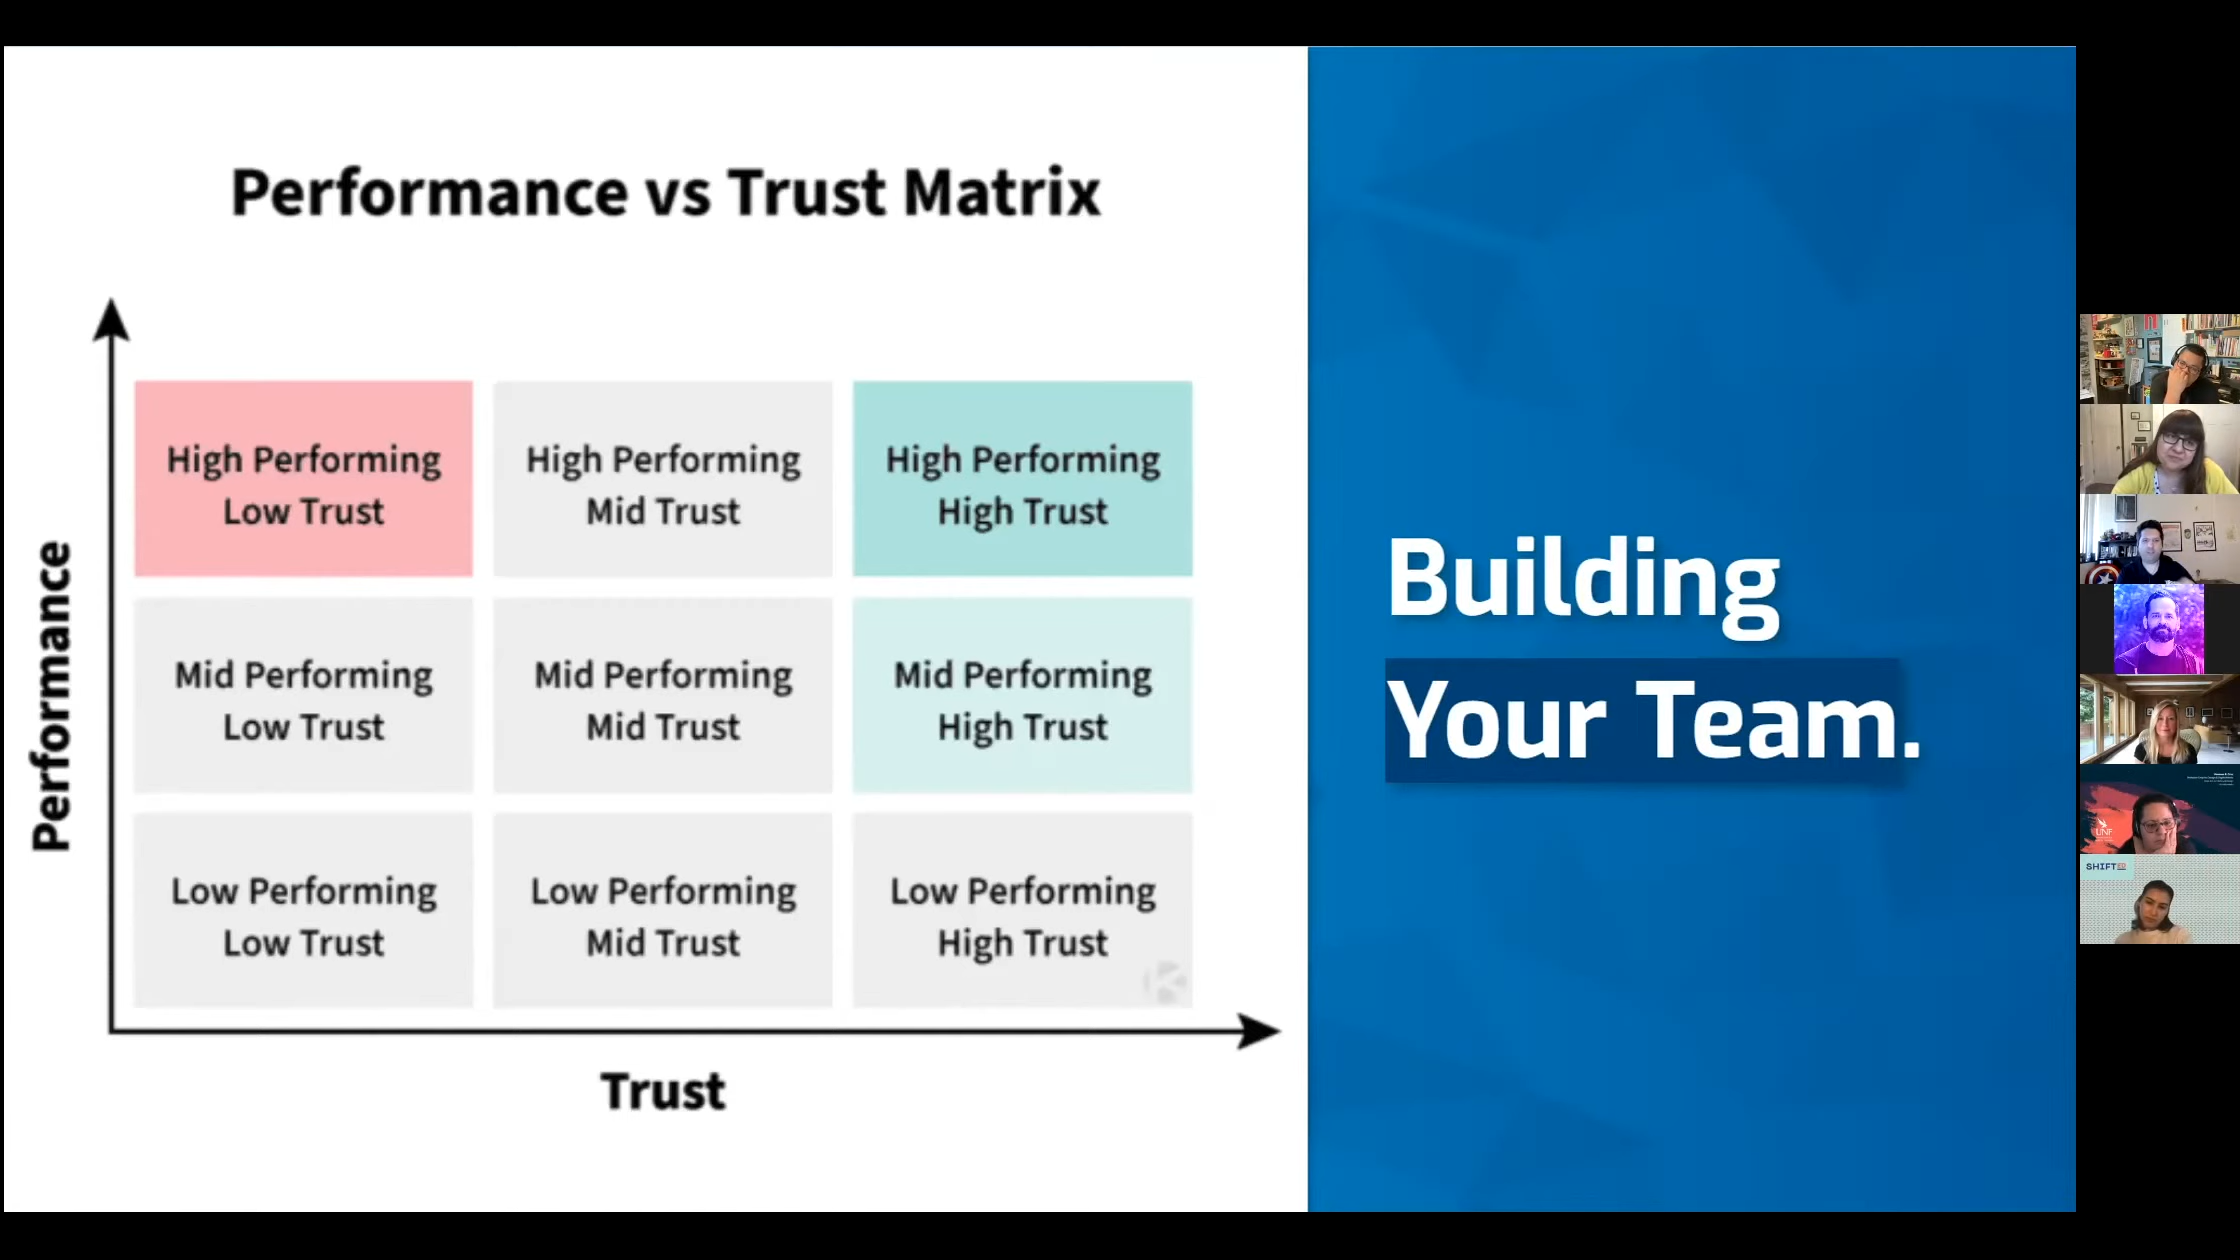 Performance vs Trust Matrix
Performance
High Performing
Low Trust
High Performing
Mid Trust
High Performing
High Trust
Mid Performing
Low Trust
Mid Performing
Mid Trust
Mid Performing
High Trust
Low Performing
Low Trust
Low Performing
Mid Trust
Low Performing
High Trust
Trust
Building
Your Team.
UNF
SHIFTED